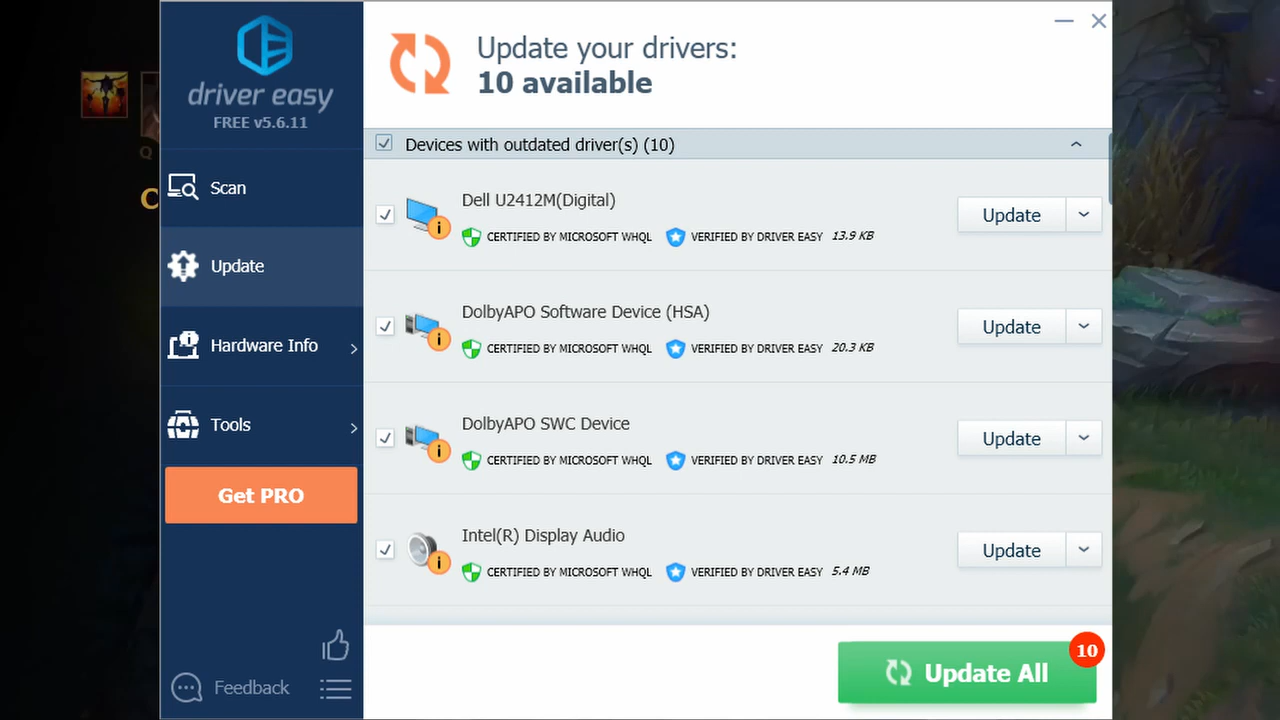 driver easy
FREE v5.6.11
Scan
Update
Hardware Info
Tools
Get PRO
Feedback
Update your drivers:
10 available
Devices with outdated driver(s) (10)
Dell U2412M(Digital)
CERTIFIED BY MICROSOFT WHQL VERIFIED BY DRIVER EASY 13.9 KB
Update
DolbyAPO Software Device (HSA)
CERTIFIED BY MICROSOFT WHQL VERIFIED BY DRIVER EASY 20.3 KB
Update
DolbyAPO SWC Device
CERTIFIED BY MICROSOFT WHQL VERIFIED BY DRIVER EASY 10.5 MB
Update
Intel(R) Display Audio
CERTIFIED BY MICROSOFT WHQL VERIFIED BY DRIVER EASY 5.4 MB
Update
Update All
10
Q
C